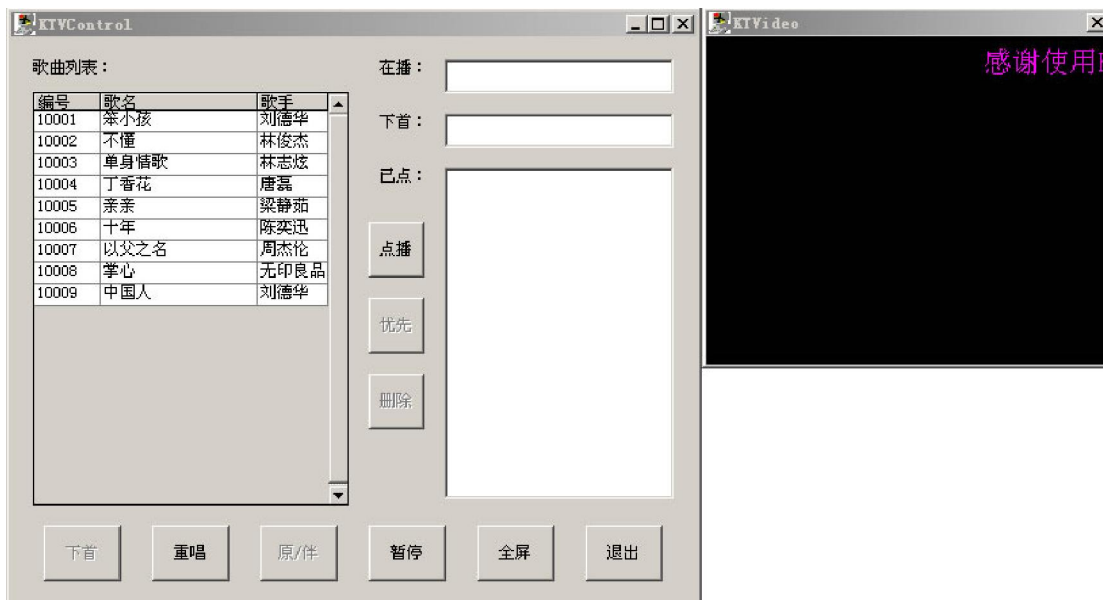 KTVControl
歌曲列表：
编号 歌名 歌手
10001 笨小孩 刘德华
10002 不懂 林俊杰
10003 单身情歌 林志炫
10004 丁香花 唐磊
10005 亲亲 梁静茹
10006 十年 陈奕迅
10007 以父之名 周杰伦
10008 掌心 无印良品
10009 中国人 刘德华
在播：
下首：
已点：
点播
优先
删除
下首 重唱 原/伴 暂停 全屏 退出
KTVideo
感谢使用